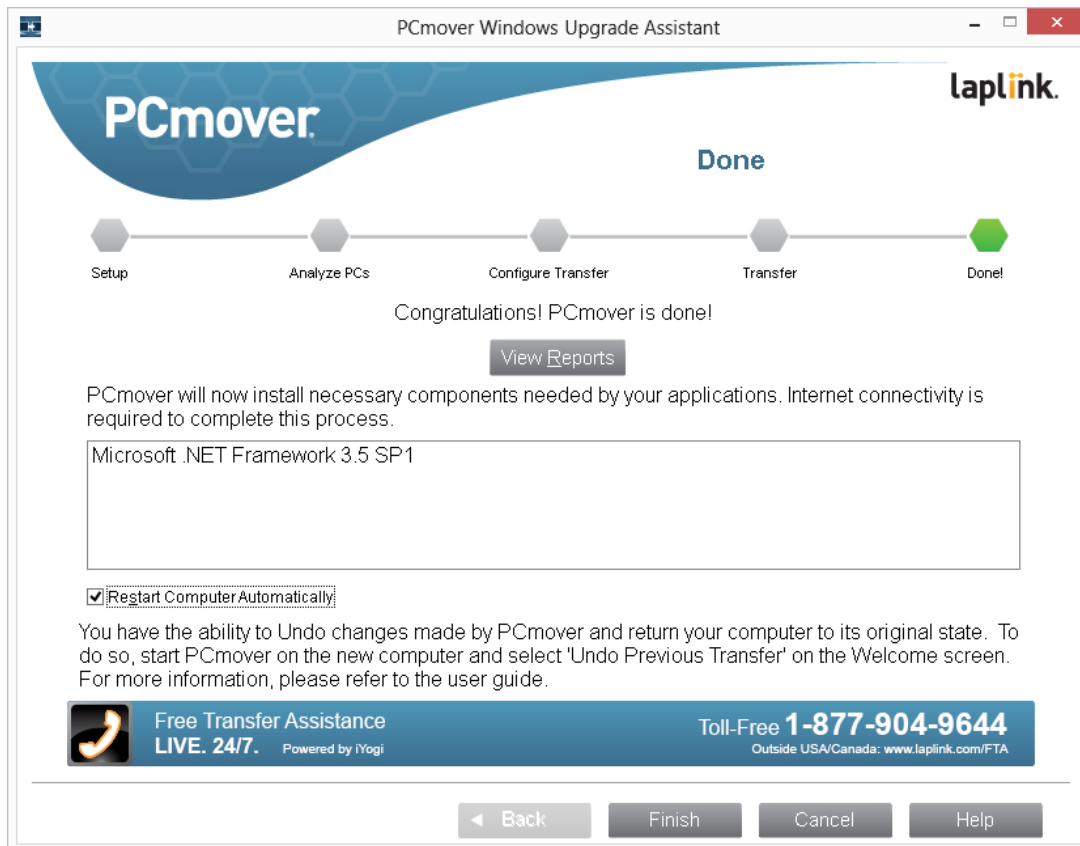 PCmover Windows Upgrade Assistant
PCmover.
laplink.
Done
Setup
Analyze PCs
Configure Transfer
Transfer
Done!
Congratulations! PCmover is done!
View Reports
PCmover will now install necessary components needed by your applications. Internet connectivity is
required to complete this process.
Microsoft .NET Framework 3.5 SP1
Restart Computer Automatically
You have the ability to Undo changes made by PCmover and return your computer to its original state. To
do so, start PCmover on the new computer and select 'Undo Previous Transfer' on the Welcome screen.
For more information, please refer to the user guide.
Free Transfer Assistance
LIVE. 24/7. Powered by iYogi
Toll-Free 1-877-904-9644
Outside USA/Canada: www.laplink.com/FTA
Back
Finish
Cancel
Help